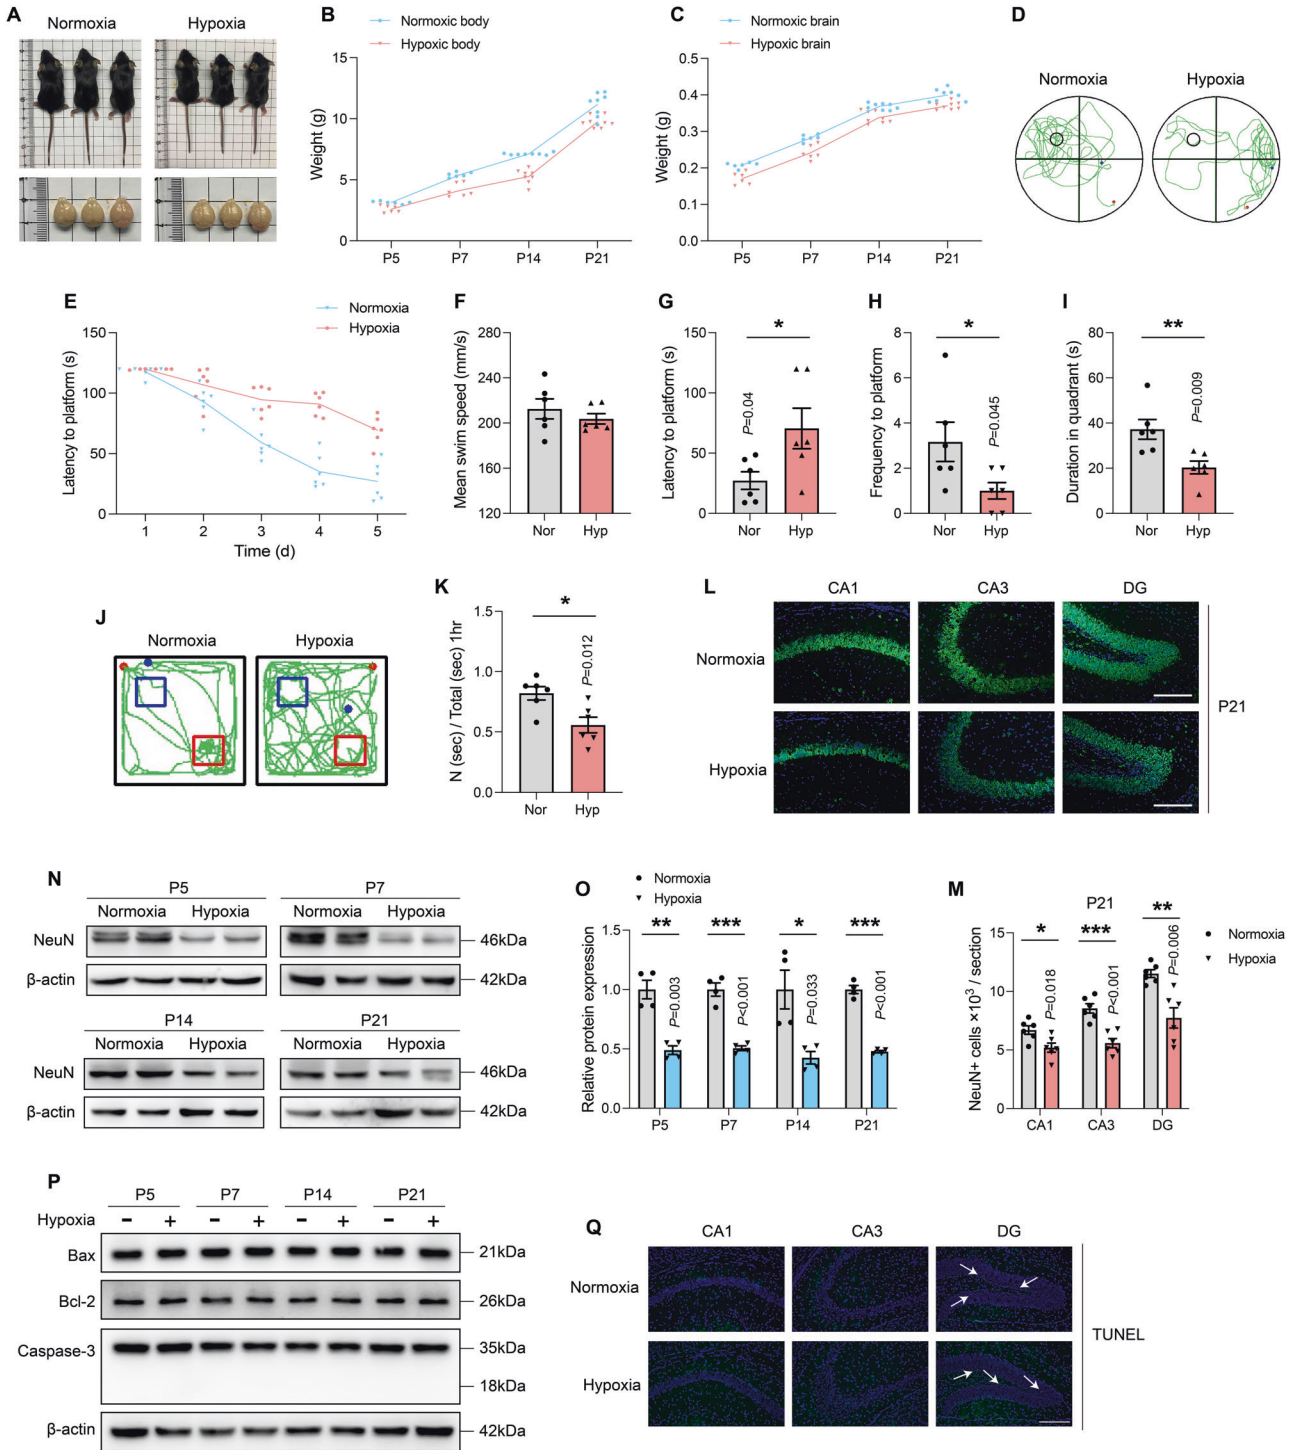 A
Normoxia
Hypoxia
B
Normoxic body
Hypoxic body
Weight (g)
15
10
5
0
P5
P7
P14
P21
C
Normoxic brain
Hypoxic brain
Weight (g)
0.5
0.4
0.3
0.2
0.1
0.0
P5
P7
P14
P21
D
Normoxia
Hypoxia
E
Normoxia
Hypoxia
Latency to platform (s)
150
100
50
0
1
2
3
4
5
Time (d)
F
Mean swim speed (mm/s)
280
240
200
160
120
Nor
Hyp
G
Latency to platform (s)
150
100
50
0
*
P=0.04
Nor
Hyp
H
Frequency to platform
8
6
4
2
0
*
P=0.045
Nor
Hyp
I
Duration in quadrant (s)
80
60
40
20
0
**
P=0.009
Nor
Hyp
J
Normoxia
Hypoxia
K
N (sec) / Total (sec) 1hr
1.5
1.0
0.5
0.0
*
P=0.012
Nor
Hyp
L
CA1
CA3
DG
Normoxia
Hypoxia
P21
N
P5
P7
Normoxia
Hypoxia
Normoxia
Hypoxia
NeuN
46kDa
β-actin
42kDa
P14
P21
Normoxia
Hypoxia
Normoxia
Hypoxia
NeuN
46kDa
β-actin
42kDa
O
Normoxia
Hypoxia
Relative protein expression
1.5
1.0
0.5
0.0
**
***
*
***
P=0.003
P<0.001
P=0.033
P<0.001
P5
P7
P14
P21
M
P21
Normoxia
Hypoxia
NeuN+ cells ×10³ / section
15
10
5
0
*
***
**
P=0.018
P<0.001
P=0.006
CA1
CA3
DG
P
P5
P7
P14
P21
Hypoxia
- + - + - + - +
Bax
21kDa
Bcl-2
26kDa
Caspase-3
35kDa
18kDa
β-actin
42kDa
Q
CA1
CA3
DG
Normoxia
Hypoxia
TUNEL